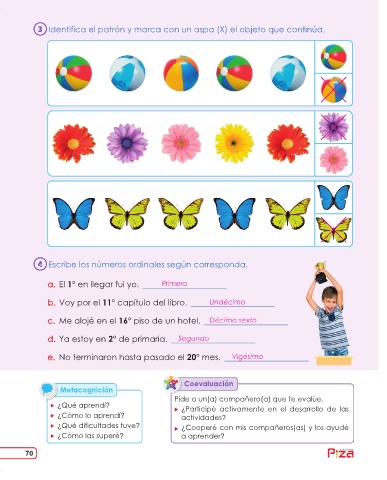 3 Identifica el patrón y marca con un aspa (X) el objeto que continúa.
4 Escribe los números ordinales según corresponda.
a. El 1° en llegar fui yo. Primero
b. Voy por el 11° capítulo del libro. Undécimo
c. Me alojé en el 16° piso de un hotel. Décimo sexto
d. Ya estoy en 2° de primaria. Segundo
e. No terminaron hasta pasado el 20° mes. Vigésimo
Metacognición
¿Qué aprendí?
¿Cómo lo aprendí?
¿Qué dificultades tuve?
¿Cómo las superé?
Coevaluación
Pide a un(a) compañero(a) que te evalúe.
¿Participé activamente en el desarrollo de las
actividades?
¿Cooperé con mis compañeros(as) y los ayudé
a aprender?
70
Piza